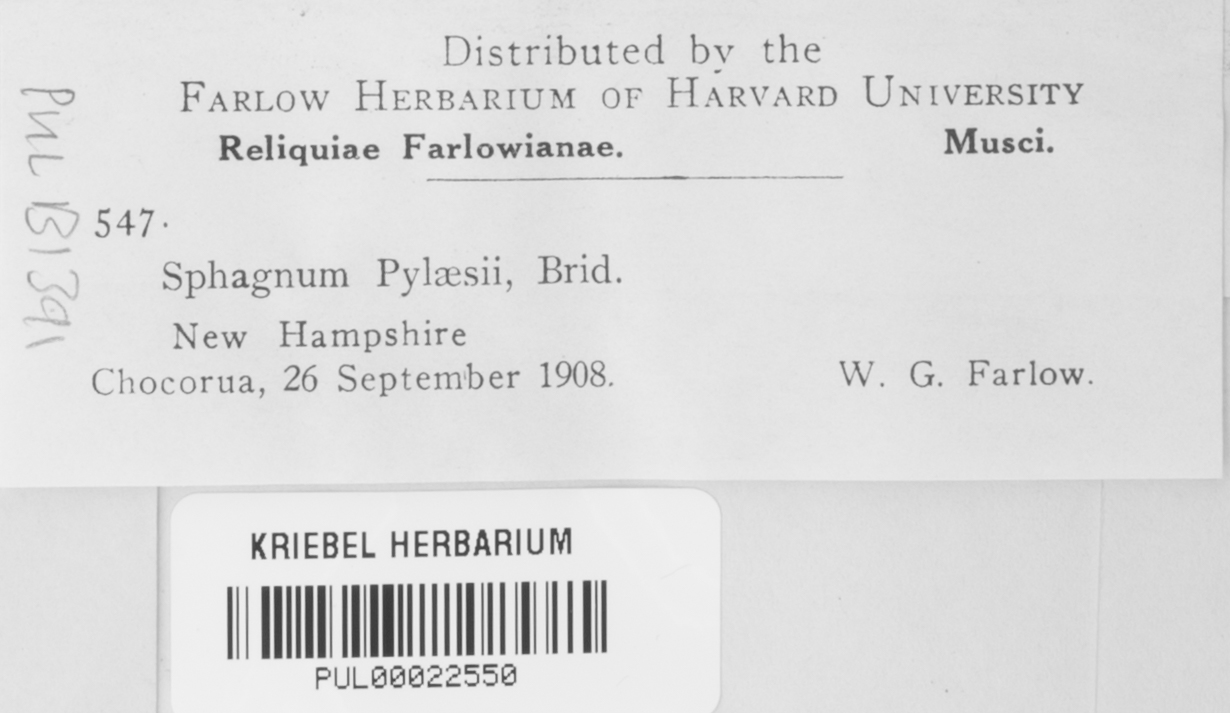 Distributed by the
FARLOW HERBARIUM OF HARVARD UNIVERSITY
Reliquiae Farlowianae. Musci.
PUL B1391
547.
Sphagnum Pylæsii, Brid.
New Hampshire
Chocorua, 26 September 1908. W. G. Farlow.
KRIEBEL HERBARIUM
PUL00022550